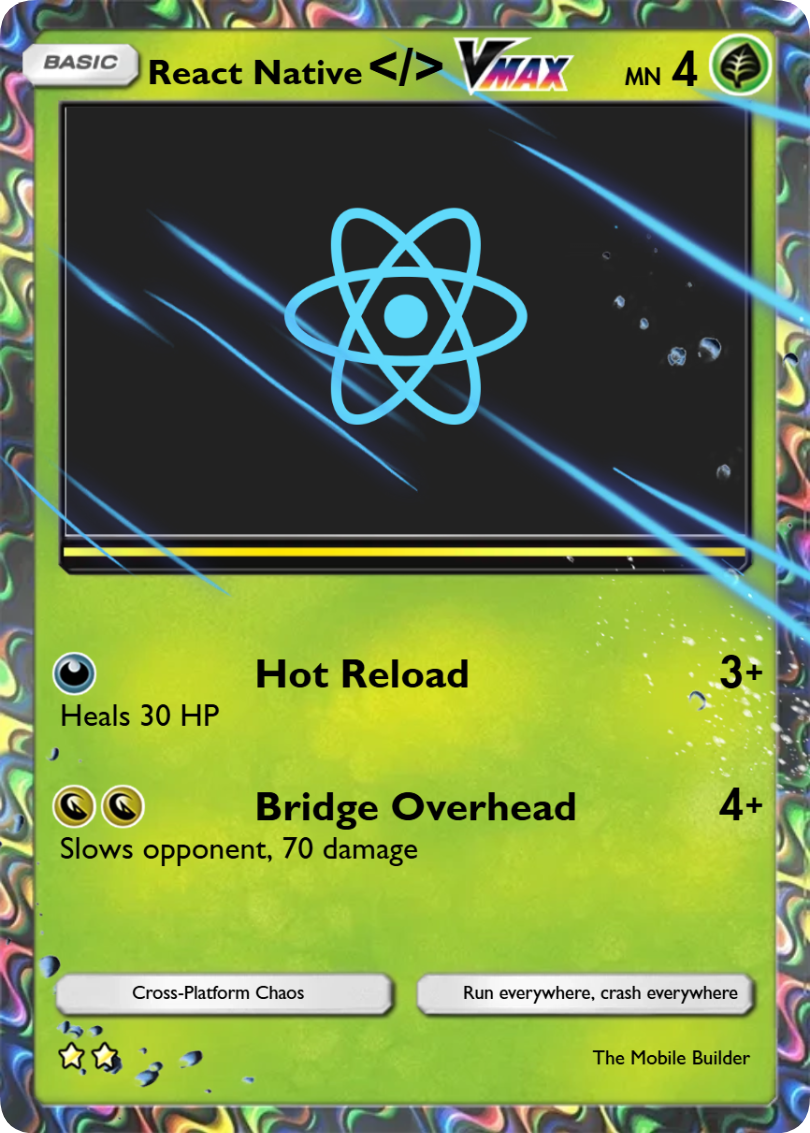 BASIC React Native </> VMAX MN 4
Hot Reload 3+
Heals 30 HP
Bridge Overhead 4+
Slows opponent, 70 damage
Cross-Platform Chaos Run everywhere, crash everywhere
The Mobile Builder